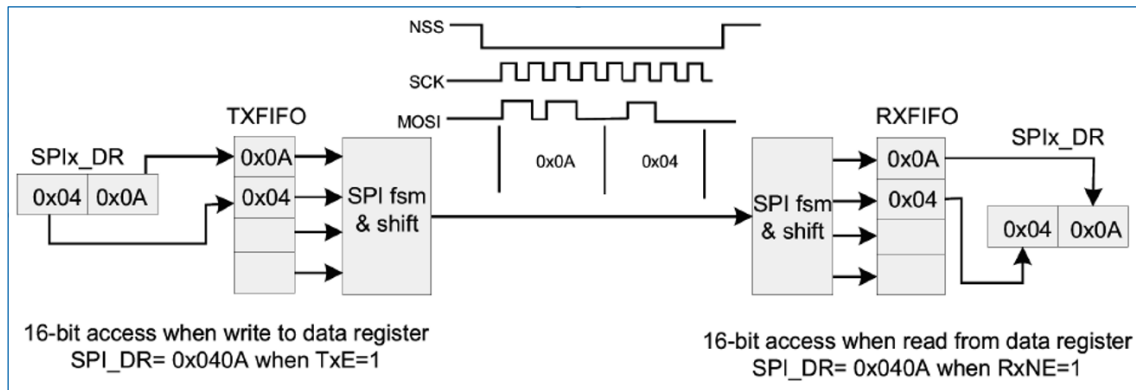 NSS
SCK
MOSI
TXFIFO
RXFIFO
SPIx_DR
SPIx_DR
0x0A
0x04
0x04 0x0A
SPI fsm
& shift
0x0A 0x04
SPI fsm
& shift
0x0A
0x04
0x04 0x0A
16-bit access when write to data register
SPI_DR= 0x040A when TxE=1
16-bit access when read from data register
SPI_DR= 0x040A when RxNE=1